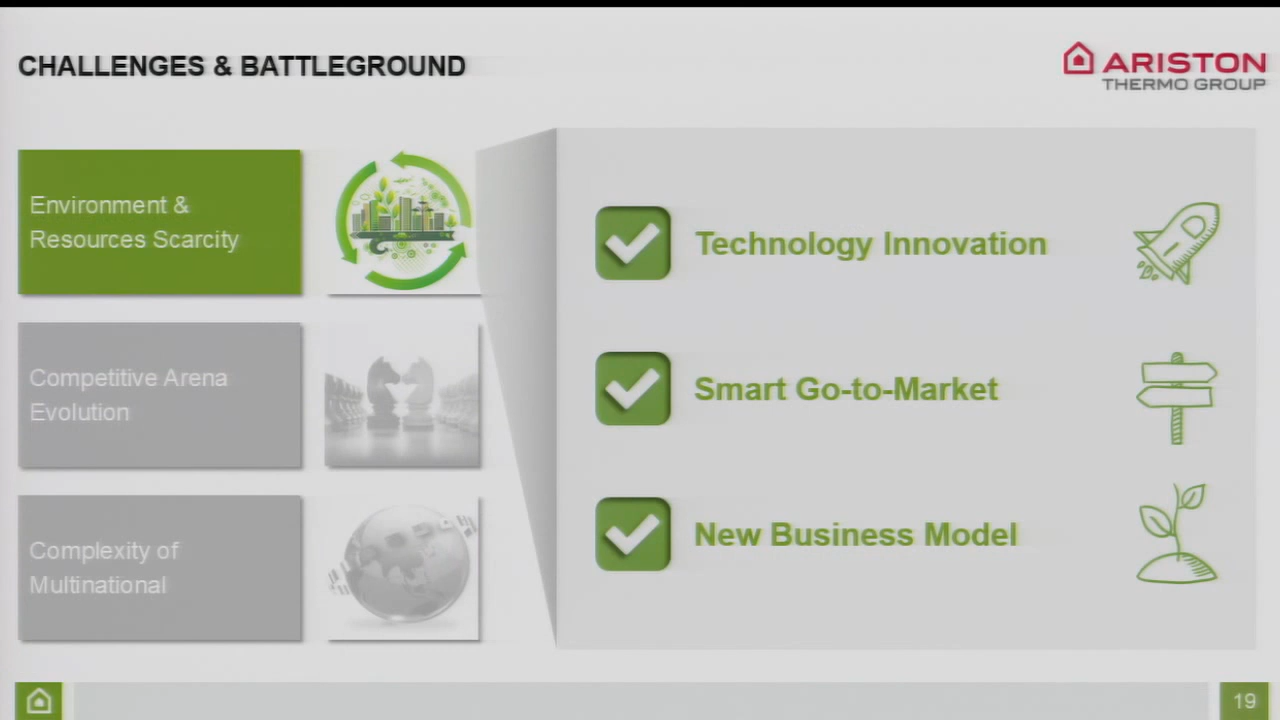 CHALLENGES & BATTLEGROUND
ARISTON
THERMO GROUP
Environment &
Resources Scarcity
Competitive Arena
Evolution
Complexity of
Multinational
Technology Innovation
Smart Go-to-Market
New Business Model
19